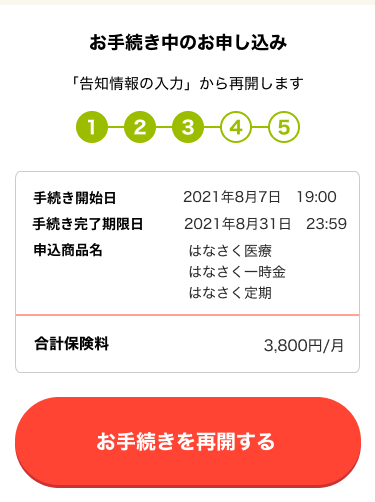 お手続き中のお申し込み
「告知情報の入力」から再開します
1 2 3 4 5
手続き開始日 2021年8月7日 19:00
手続き完了期限日 2021年8月31日 23:59
申込商品名 はなさく医療
はなさく一時金
はなさく定期
合計保険料 3,800円/月
お手続きを再開する